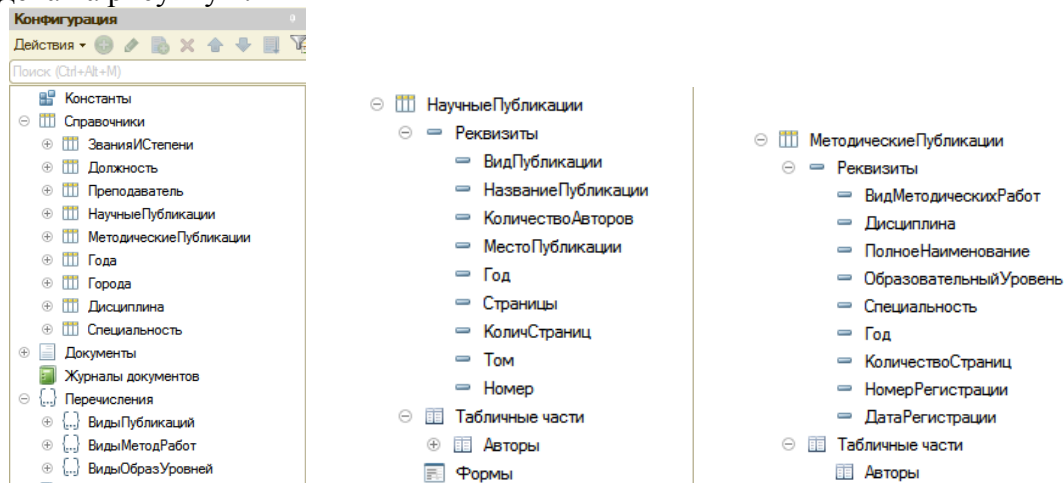 Конфигурация
Действия
Поиск (Ctrl+Alt+M)
Константы
Справочники
ЗванияИСтепени
Должность
Преподаватель
НаучныеПубликации
МетодическиеПубликации
Года
Города
Дисциплина
Специальность
Документы
Журналы документов
Перечисления
ВидыПубликаций
ВидыМетодРабот
ВидыОбразУровней
НаучныеПубликации
Реквизиты
ВидПубликации
НазваниеПубликации
КоличествоАвторов
МестоПубликации
Год
Страницы
КоличСтраниц
Том
Номер
Табличные части
Авторы
Формы
МетодическиеПубликации
Реквизиты
ВидМетодическихРабот
Дисциплина
ПолноеНаименование
ОбразовательныйУровень
Специальность
Год
КоличествоСтраниц
НомерРегистрации
ДатаРегистрации
Табличные части
Авторы